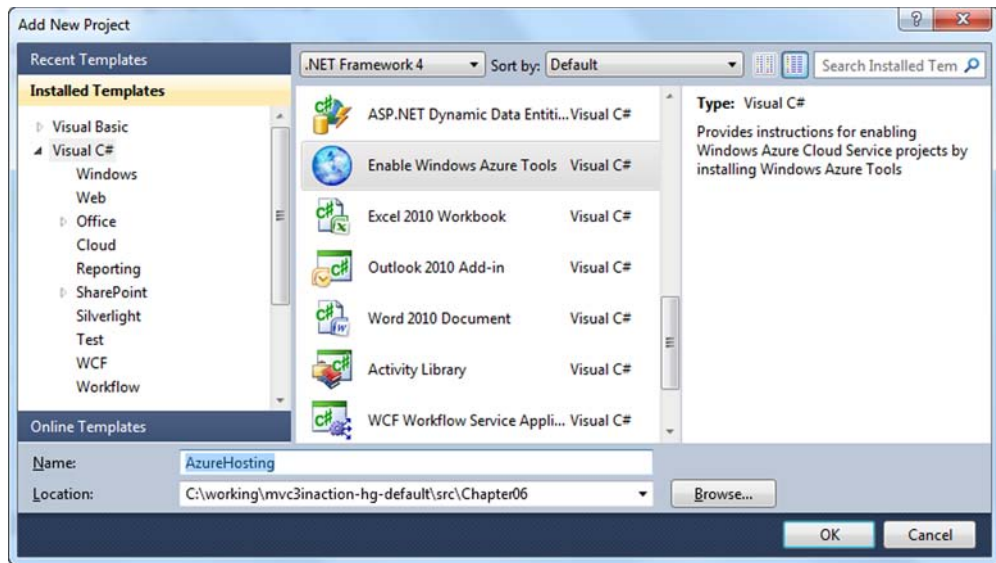 Add New Project
Recent Templates
Installed Templates
Visual Basic
Visual C#
Windows
Web
Office
Cloud
Reporting
SharePoint
Silverlight
Test
WCF
Workflow
Online Templates
.NET Framework 4
Sort by: Default
Search Installed Tem
ASP.NET Dynamic Data Entiti... Visual C#
Enable Windows Azure Tools Visual C#
Excel 2010 Workbook Visual C#
Outlook 2010 Add-in Visual C#
Word 2010 Document Visual C#
Activity Library Visual C#
WCF Workflow Service Appli... Visual C#
Type: Visual C#
Provides instructions for enabling
Windows Azure Cloud Service projects by
installing Windows Azure Tools
Name: AzureHosting
Location: C:\working\mvc3inaction-hg-default\src\Chapter06
Browse...
OK Cancel